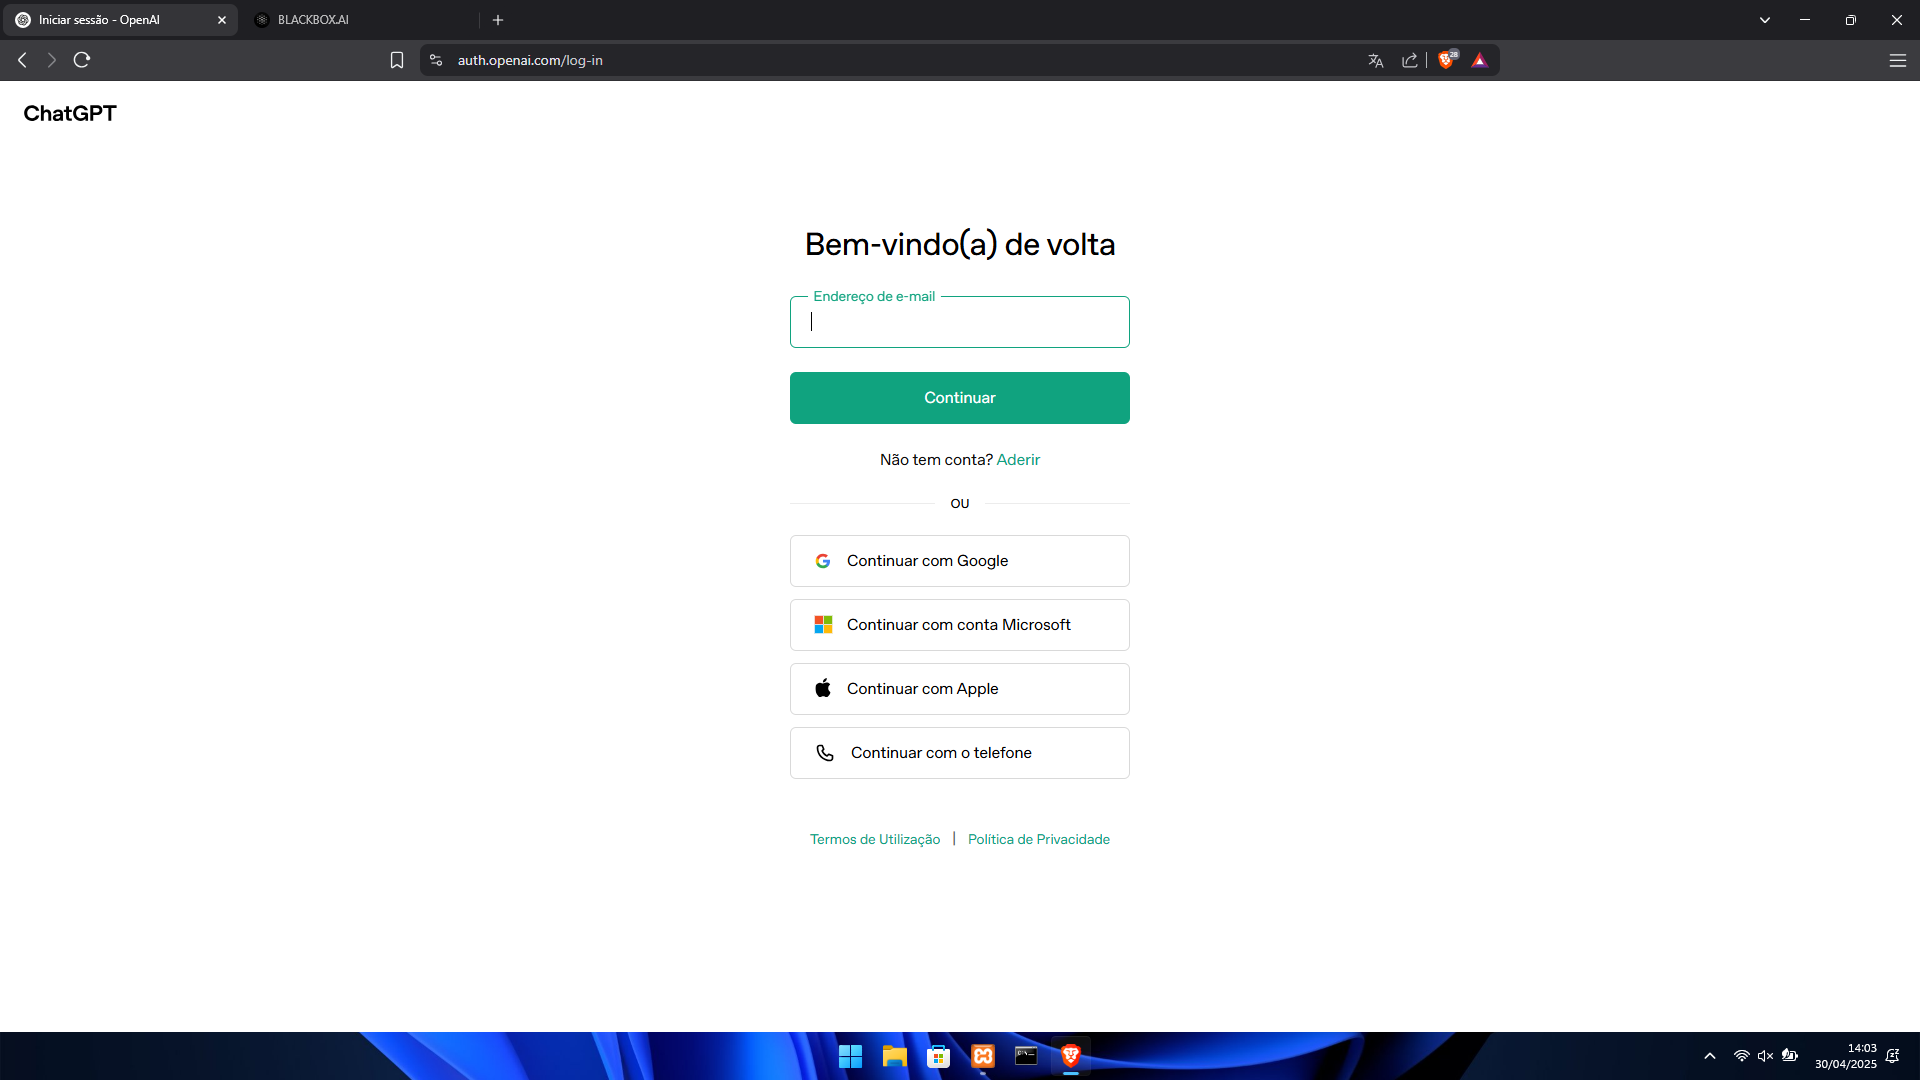 Iniciar sessão - OpenAI
BLACKBOX.AI
auth.openai.com/log-in
28
ChatGPT
Bem-vindo(a) de volta
Endereço de e-mail
Continuar
Não tem conta? Aderir
OU
Continuar com Google
Continuar com conta Microsoft
Continuar com Apple
Continuar com o telefone
Termos de Utilização | Política de Privacidade
14:03
30/04/2025